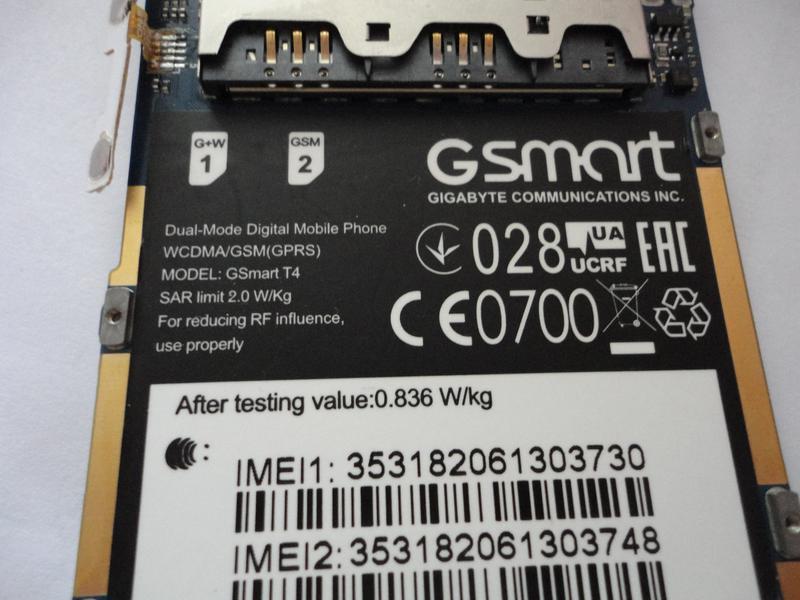 G+W
1
GSM
2
GSmart
GIGABYTE COMMUNICATIONS INC.
Dual-Mode Digital Mobile Phone
WCDMA/GSM(GPRS)
MODEL: GSmart T4
SAR limit 2.0 W/Kg
For reducing RF influence,
use properly
028 UA
UCRF EAC
CE0700
After testing value:0.836 W/kg
IMEI1: 353182061303730
IMEI2: 353182061303748